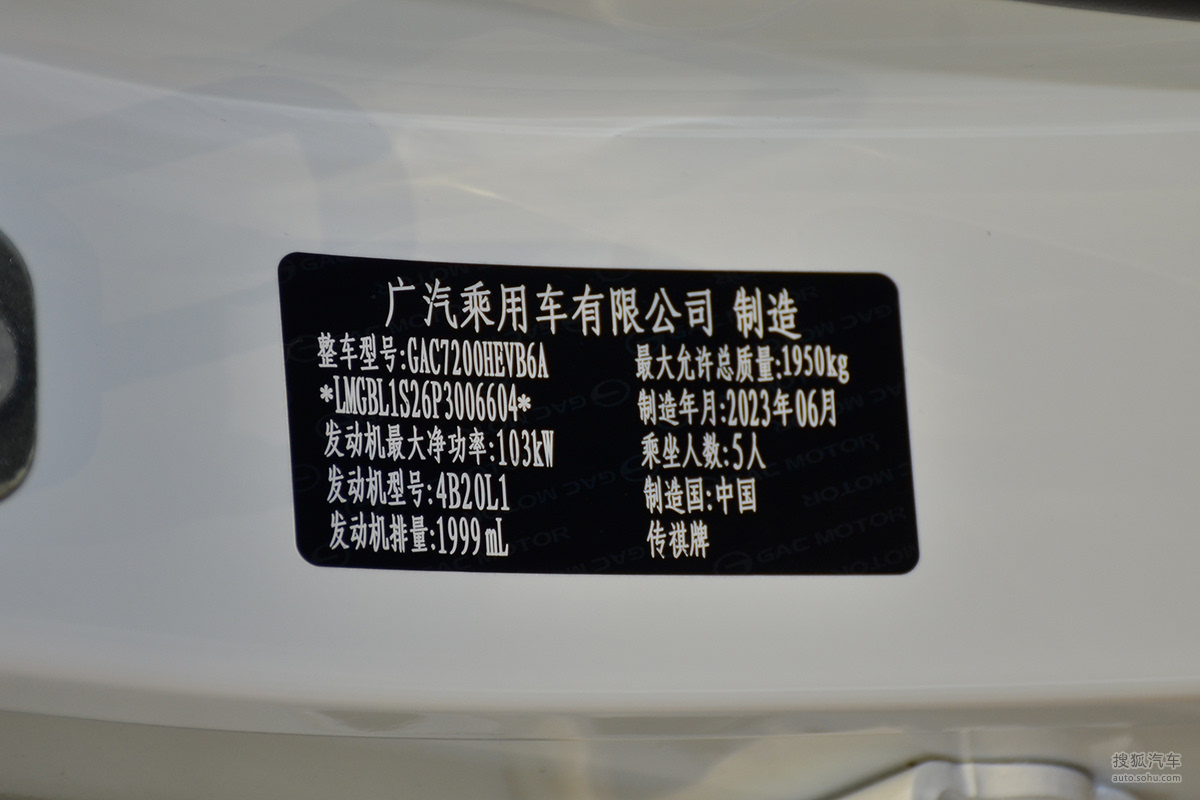 广汽乘用车有限公司 制造
整车型号:GAC7200HEVB6A
*LMGBL1S26P3006604*
发动机最大净功率:103kW
发动机型号:4B20L1
发动机排量:1999mL
最大允许总质量:1950kg
制造年月:2023年06月
乘坐人数:5人
制造国:中国
传祺牌
GAC MOTOR
搜狐汽车
auto.sohu.com